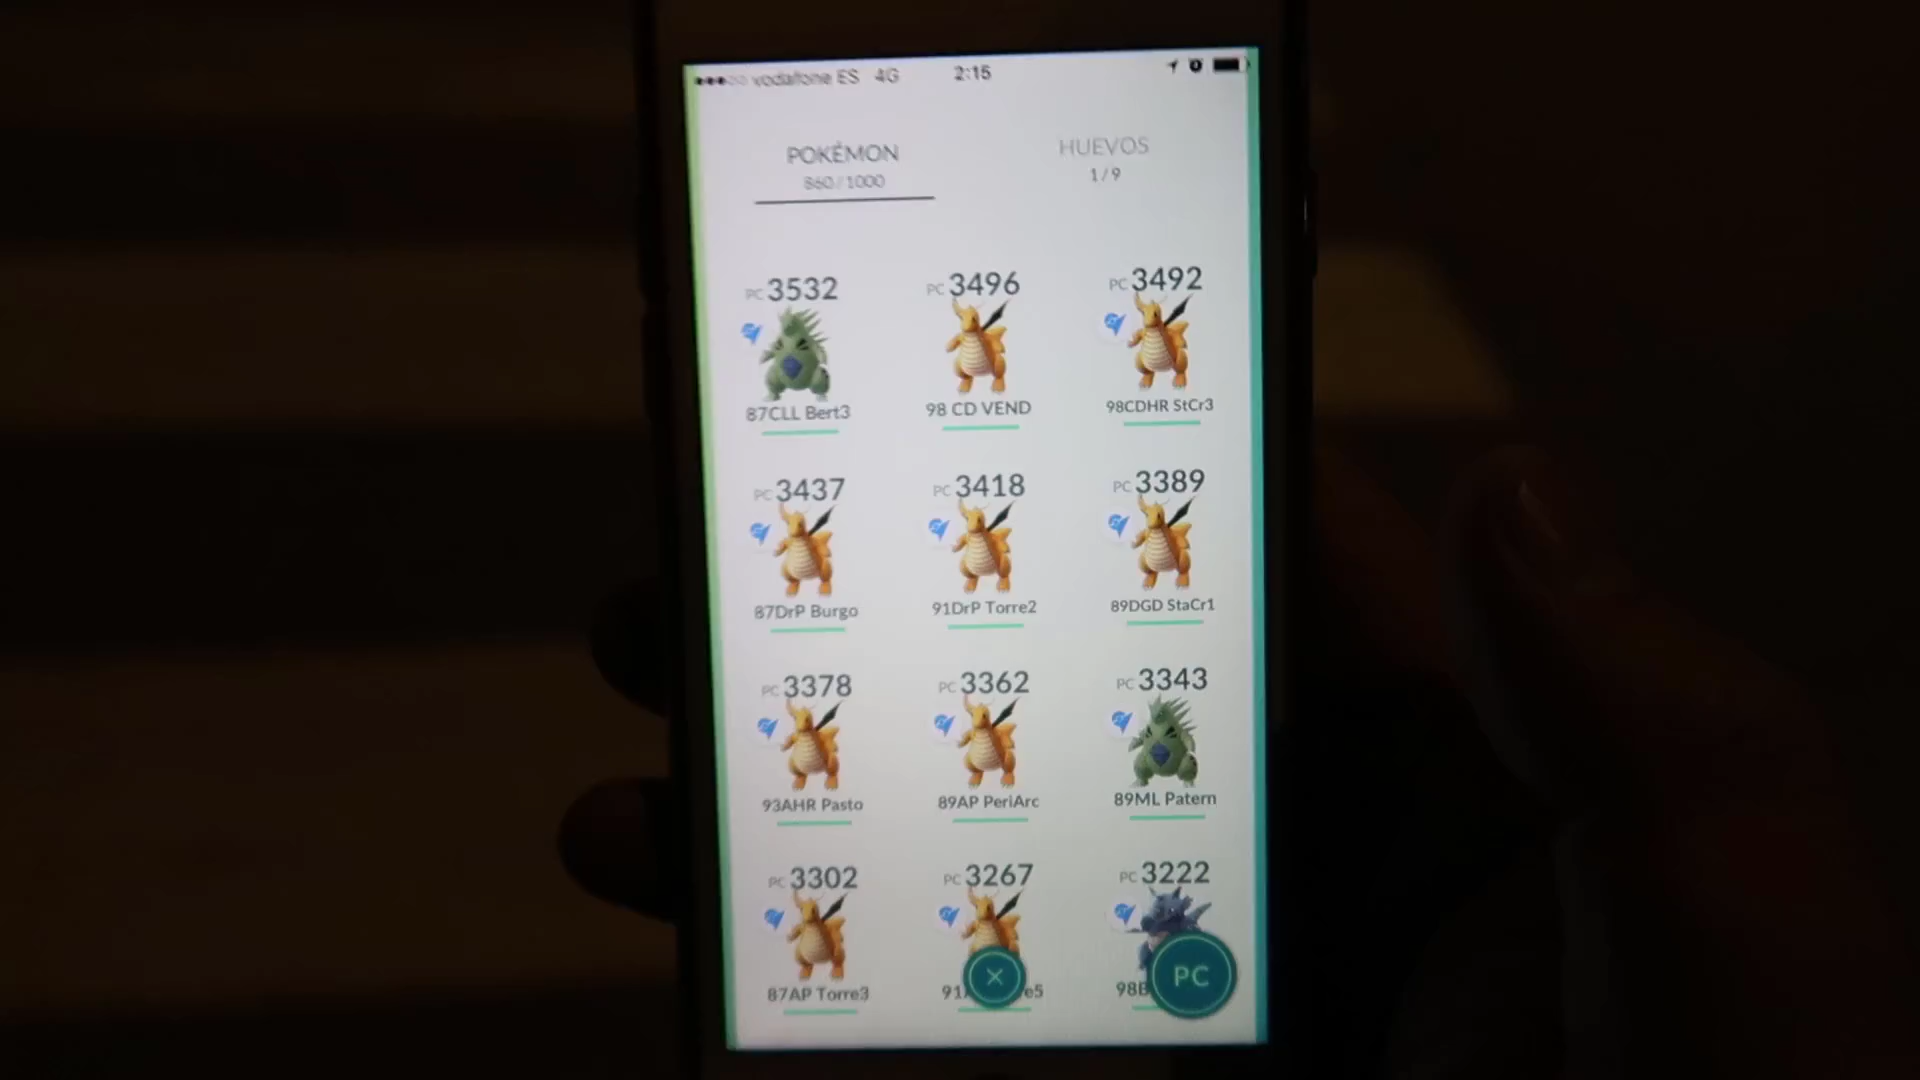 vodafone ES 4G 2:15
POKÉMON HUEVOS
860/1000 1/9
PC 3532 PC 3496 PC 3492
87CLL Bert3 98 CD VEND 98CDHR StCr3
PC 3437 PC 3418 PC 3389
87DrP Burgo 91DrP Torre2 89DGD StaCr1
PC 3378 PC 3362 PC 3343
93AHR Pasto 89AP PeriArc 89ML Patern
PC 3302 PC 3267 PC 3222
87AP Torre3
PC